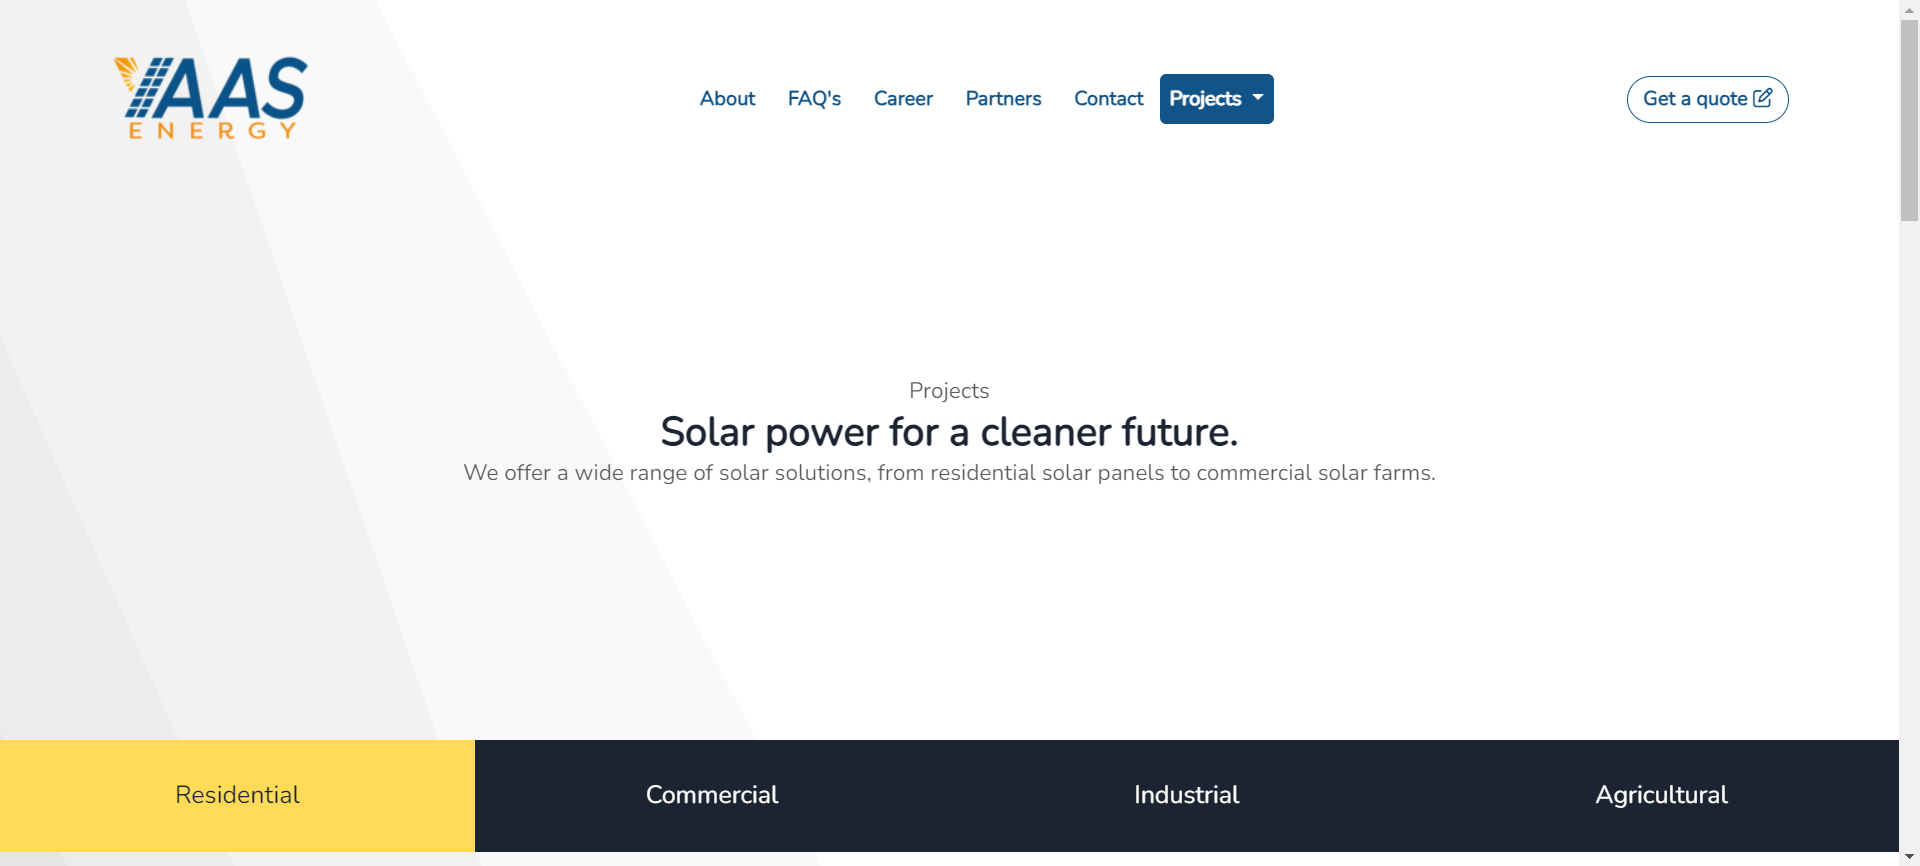 YAAS
ENERGY
About FAQ's Career Partners Contact Projects
Get a quote
Projects
Solar power for a cleaner future.
We offer a wide range of solar solutions, from residential solar panels to commercial solar farms.
Residential Commercial Industrial Agricultural